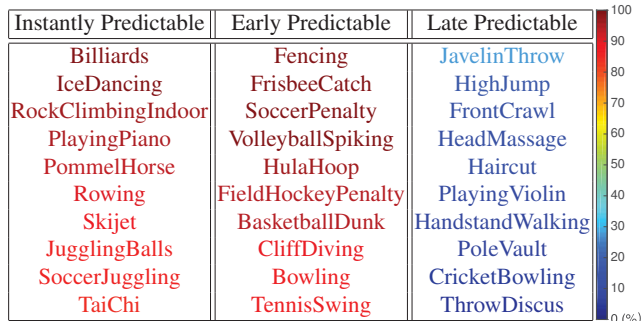 Instantly Predictable Early Predictable Late Predictable
Billiards Fencing JavelinThrow
IceDancing FrisbeeCatch HighJump
RockClimbingIndoor SoccerPenalty FrontCrawl
PlayingPiano VolleyballSpiking HeadMassage
PommelHorse HulaHoop Haircut
Rowing FieldHockeyPenalty PlayingViolin
Skijet BasketballDunk HandstandWalking
JugglingBalls CliffDiving PoleVault
SoccerJuggling Bowling CricketBowling
TaiChi TennisSwing ThrowDiscus
100
90
80
70
60
50
40
30
20
10
0 (%)